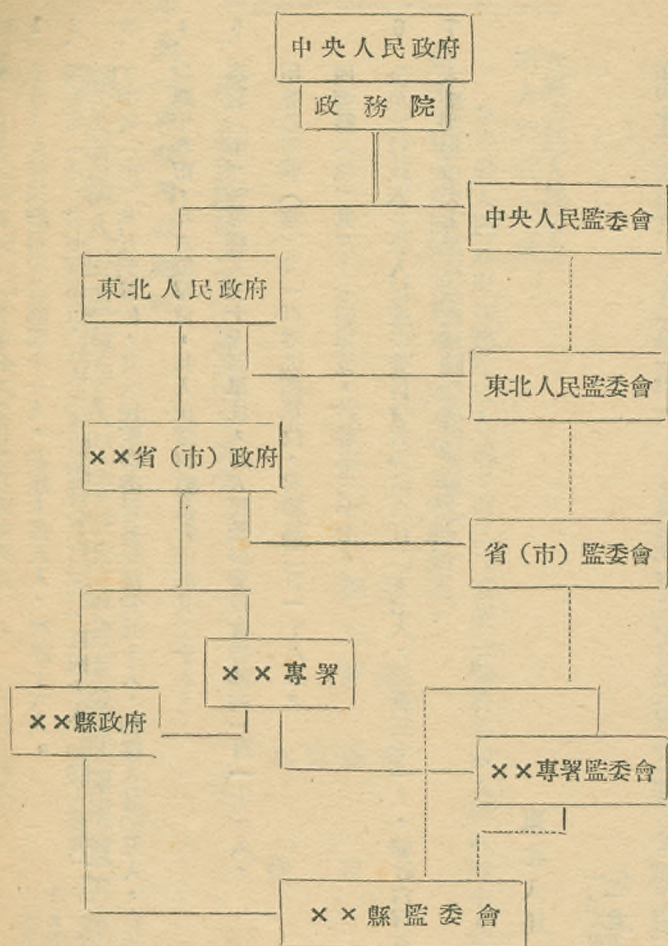 中央人民政府
政務院
中央人民監委會
東北人民政府
東北人民監委會
××省（市）政府
省（市）監委會
××專署
××縣政府
××專署監委會
××縣監委會